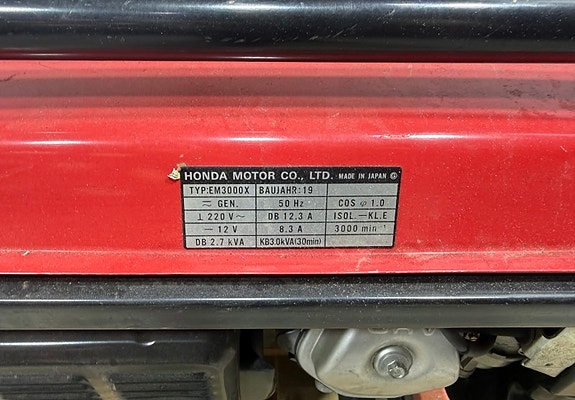 HONDA MOTOR CO., LTD. MADE IN JAPAN
TYP:EM3000X BAUJAHR:19
GEN. 50 Hz COS φ 1.0
⊥ 220 V ~ DB 12.3 A ISOL.—KL.E
— 12 V 8.3 A 3000 min⁻¹
DB 2.7 kVA KB3.0kVA(30min)